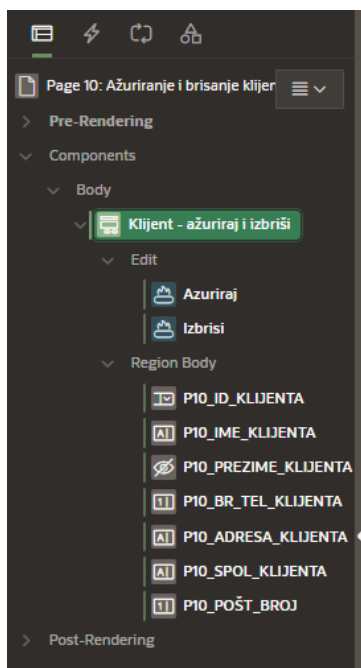 Page 10: Ažuriranje i brisanje klijer
Pre-Rendering
Components
Body
Klijent - ažuriraj i izbriši
Edit
Azuriraj
Izbrisi
Region Body
P10_ID_KLIJENTA
P10_IME_KLIJENTA
P10_PREZIME_KLIJENTA
P10_BR_TEL_KLIJENTA
P10_ADRESA_KLIJENTA
P10_SPOL_KLIJENTA
P10_POŠT_BROJ
Post-Rendering